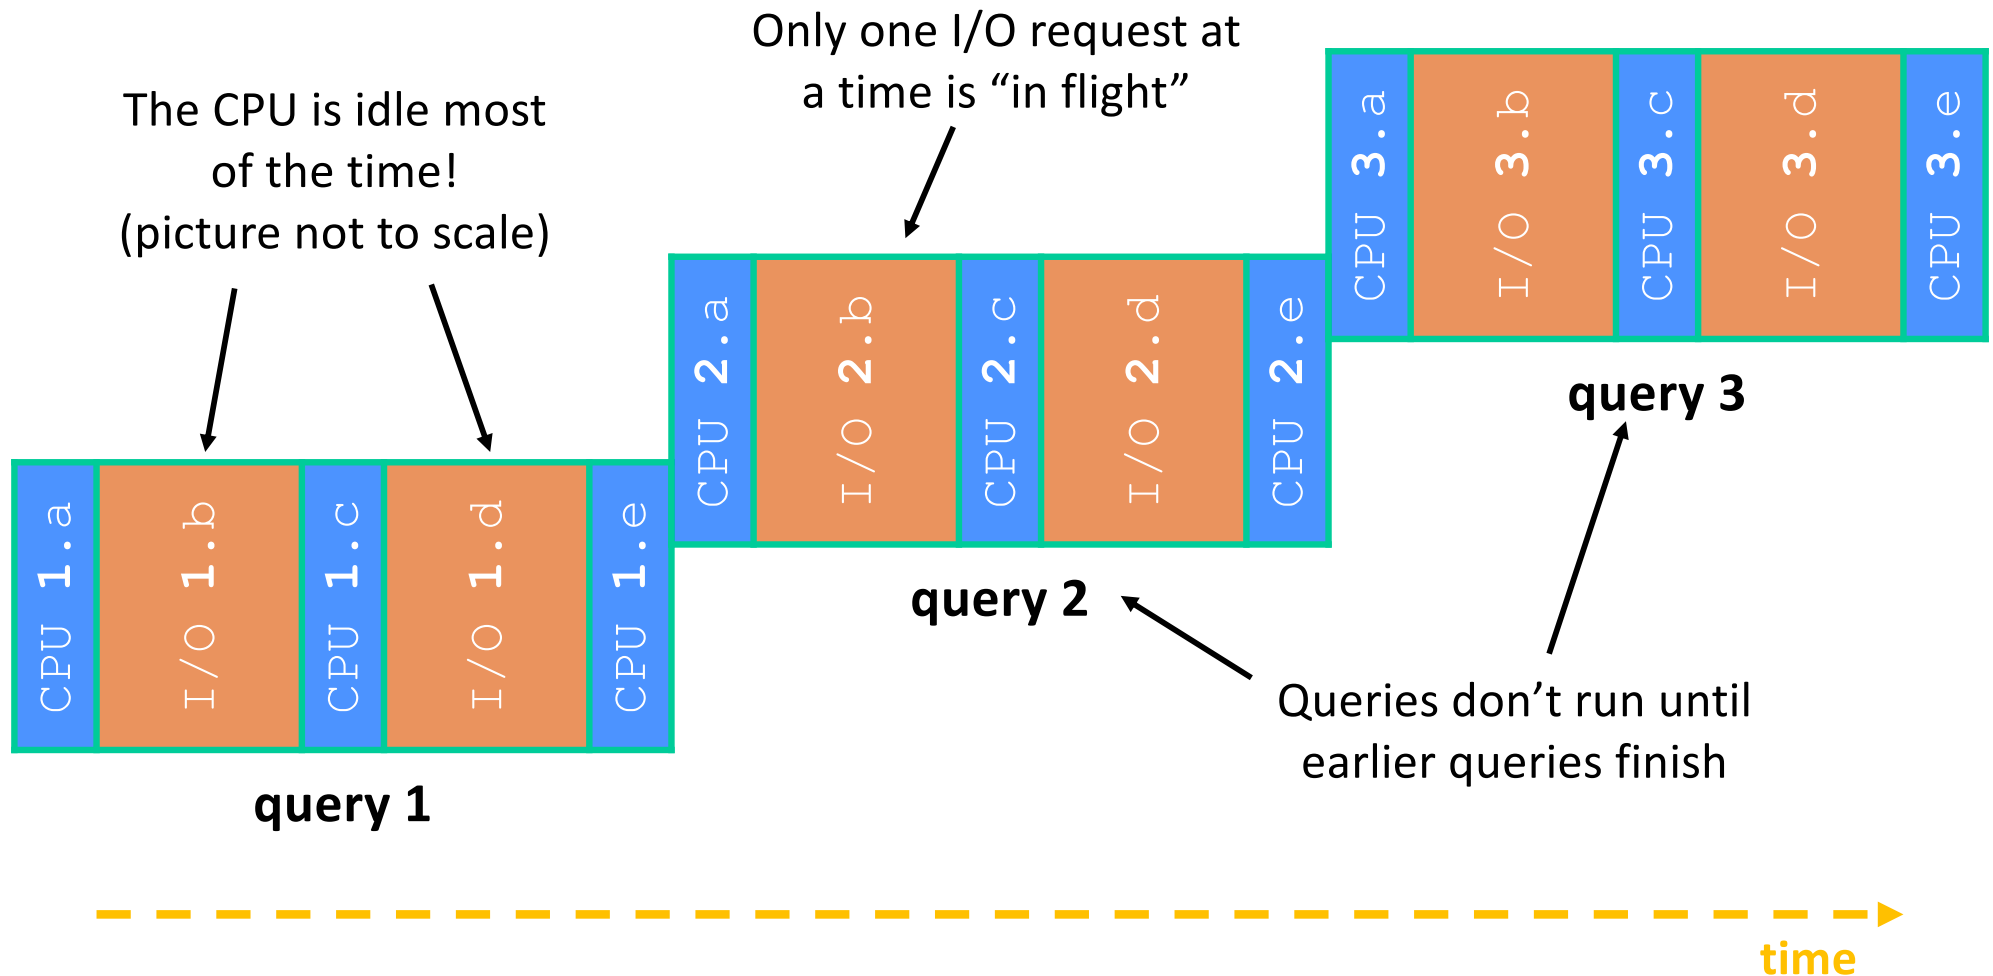 Only one I/O request at
a time is “in flight”
The CPU is idle most
of the time!
(picture not to scale)
CPU 3.a
I/O 3.b
CPU 3.c
I/O 3.d
CPU 3.e
query 3
CPU 2.a
I/O 2.b
CPU 2.c
I/O 2.d
CPU 2.e
query 2
CPU 1.a
I/O 1.b
CPU 1.c
I/O 1.d
CPU 1.e
query 1
Queries don’t run until
earlier queries finish
time